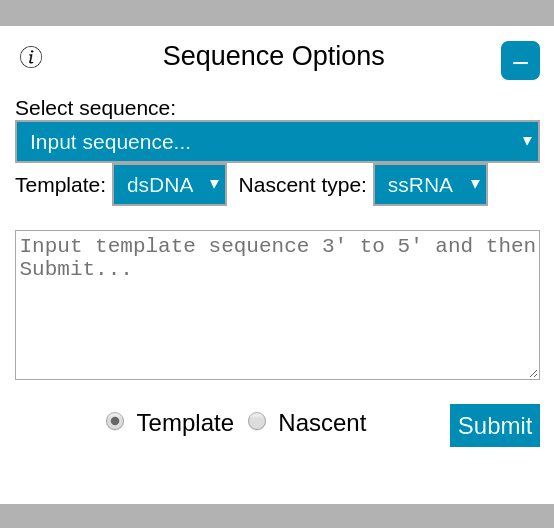 i Sequence Options –
Select sequence:
Input sequence... ▼
Template: dsDNA ▼ Nascent type: ssRNA ▼
Input template sequence 3' to 5' and then
Submit...
Template Nascent Submit